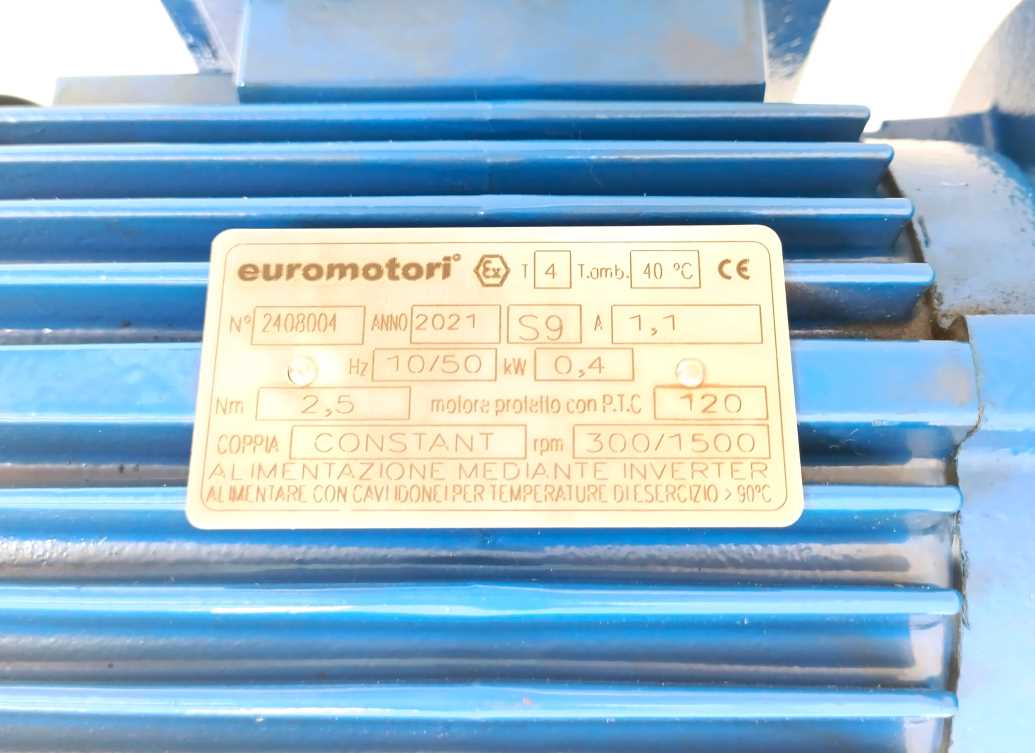 euromotori° Ex T 4 T.amb. 40 °C CE
N° 2408004 ANNO 2021 S9 A 1,1
Hz 10/50 kW 0,4
Nm 2,5 motore protetto con P.T.C 120
COPPIA CONSTANT rpm 300/1500
ALIMENTAZIONE MEDIANTE INVERTER
ALIMENTARE CON CAVI IDONEI PER TEMPERATURE DI ESERCIZIO > 90°C